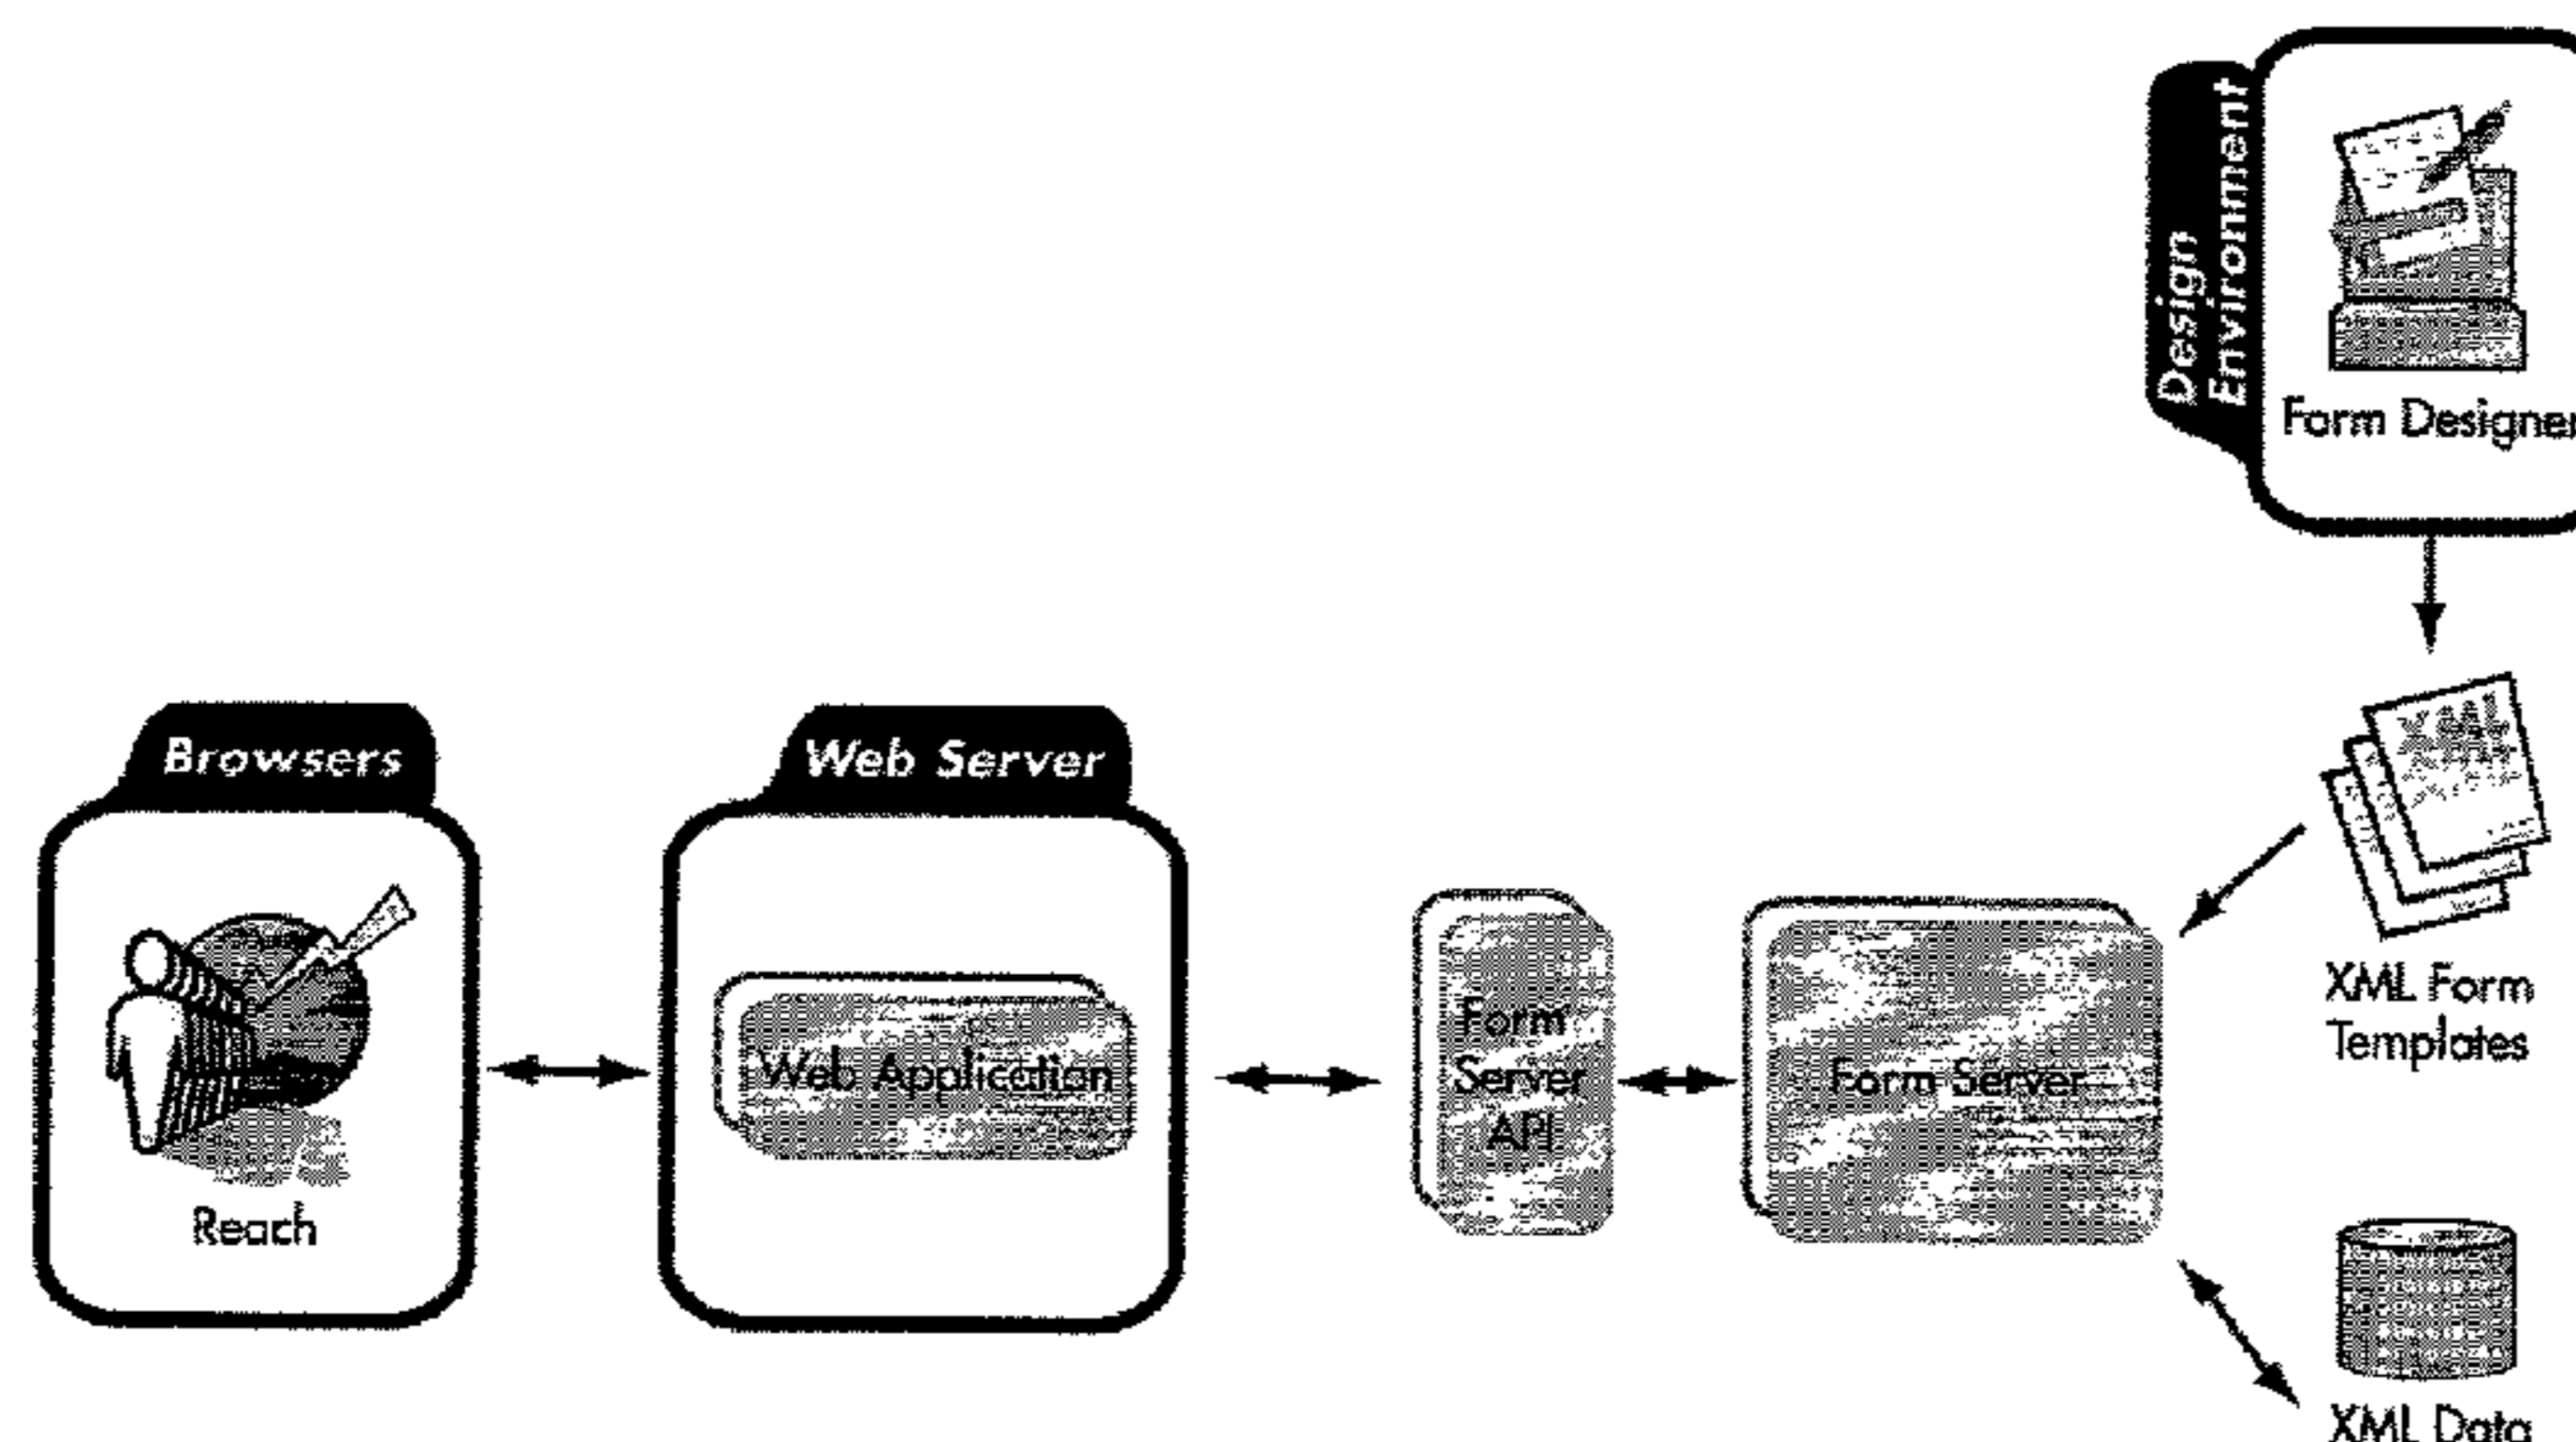 Design
Environment
Form Designer
Browsers
Web Server
Reach
Web Application
Form
Server
API
Form Server
XML
XML Form
Templates
XML Data